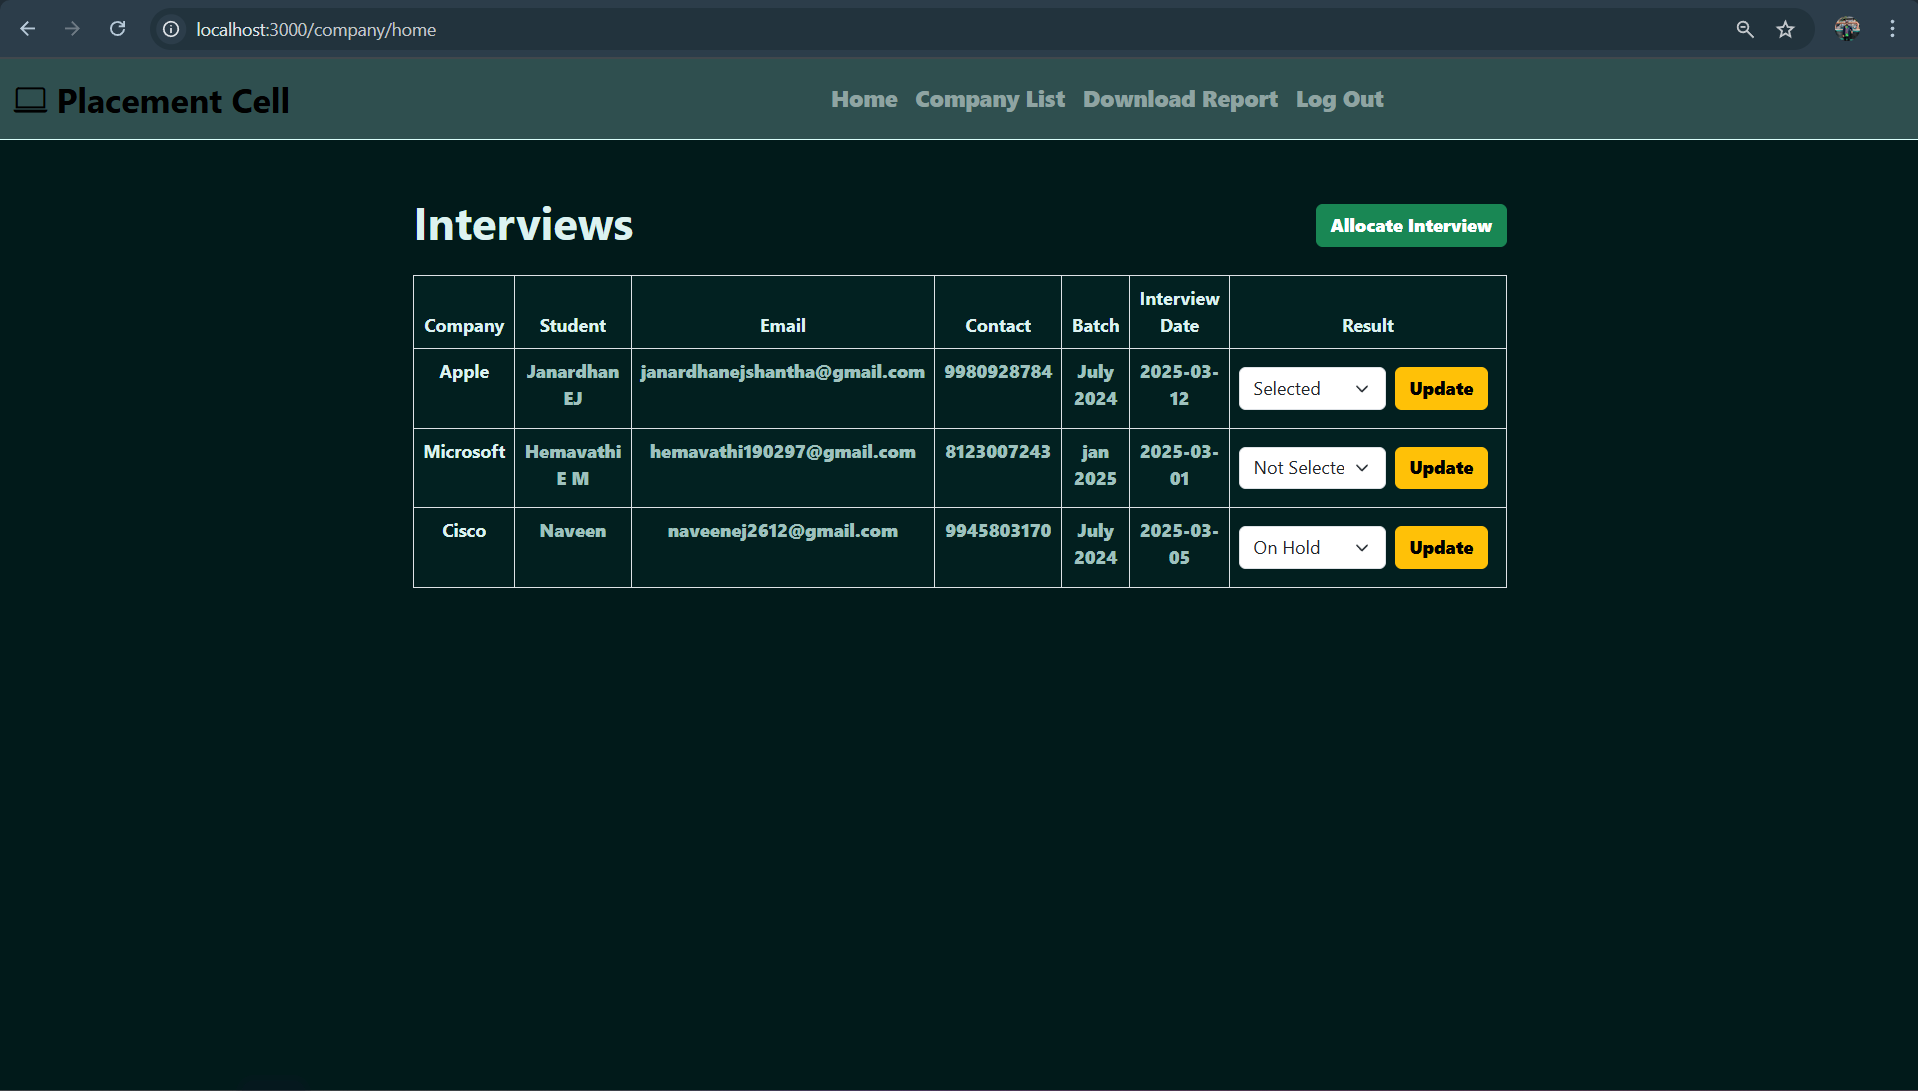 localhost:3000/company/home
Placement Cell
Home Company List Download Report Log Out
Interviews
Allocate Interview
Company Student Email Contact Batch Interview Date Result
Apple Janardhan EJ janardhanejshantha@gmail.com 9980928784 July 2024 2025-03-12 Selected Update
Microsoft Hemavathi E M hemavathi190297@gmail.com 8123007243 jan 2025 2025-03-01 Not Selecte Update
Cisco Naveen naveenej2612@gmail.com 9945803170 July 2024 2025-03-05 On Hold Update